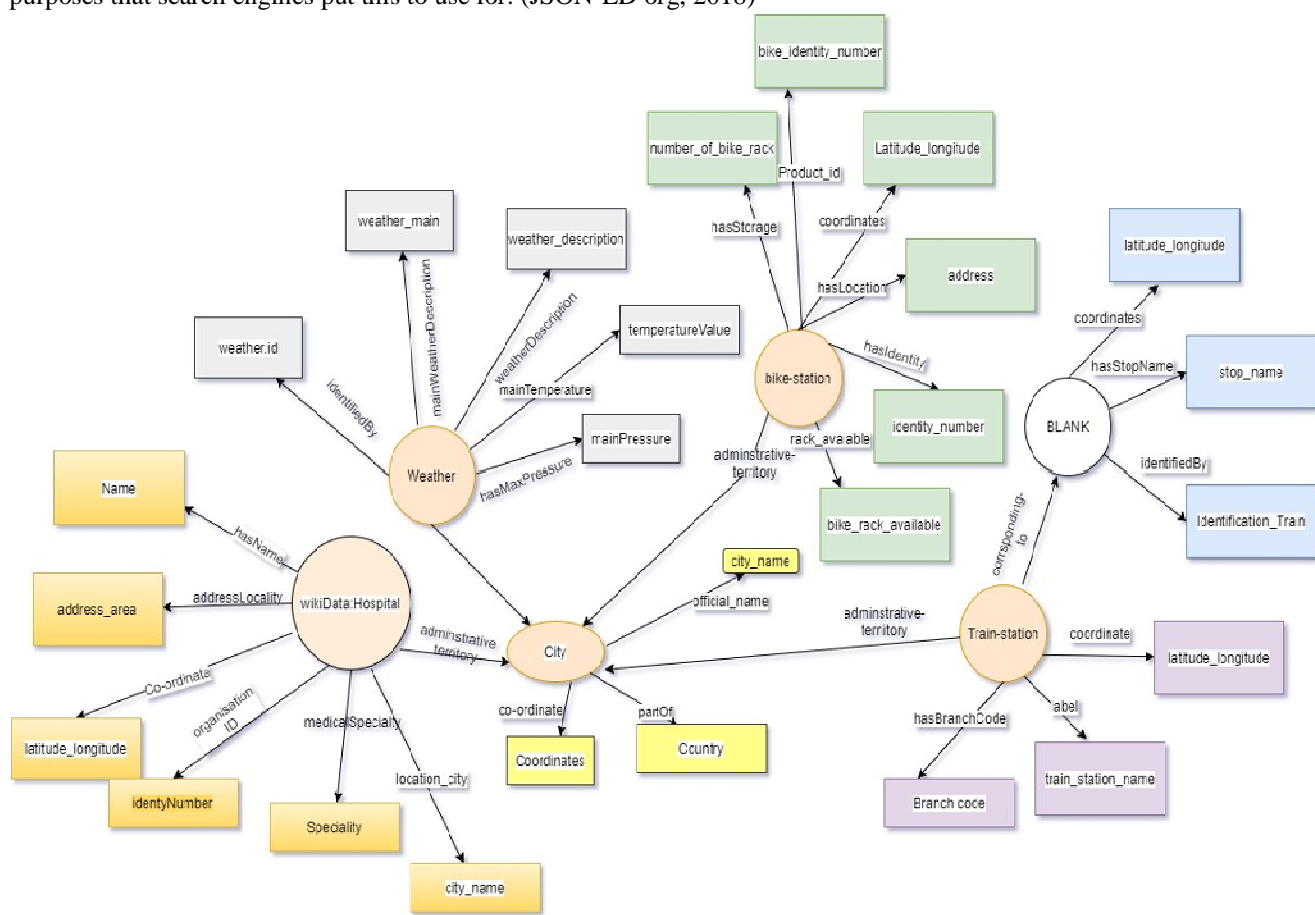 purposes that search engines put this to use for. (JSON-LD org, 2018)
bike_identity_number
number_of_bike_rack
Latitude_longitude
Product_id
hasStorage
coordinates
address
hasLocation
weather_main
weather_description
weather.id
temperatureValue
mainPressure
identifiedBy
mainWeatherDescription
weatherDescription
mainTemperature
hasMaxPressure
Weather
bike-station
hasIdentity
identity_number
rack_avaiable
bike_rack_available
adminstrative-
territory
latitude_longitude
coordinates
hasStopName
stop_name
BLANK
identifiedBy
Identification_Train
corrsponding-
to
Name
hasName
address_area
addressLocality
wikiData:Hospital
adminstrative
territory
Co-ordinate
latitude_longitude
organisation
ID
identyNumber
medicalSpecialty
Speciality
location_city
city_name
city_name
official_name
City
co-ordinate
Coordinates
partOf
Country
adminstrative-
territory
Train-station
coordinate
latitude_longitude
hasBranchCode
Branch code
abel
train_station_name